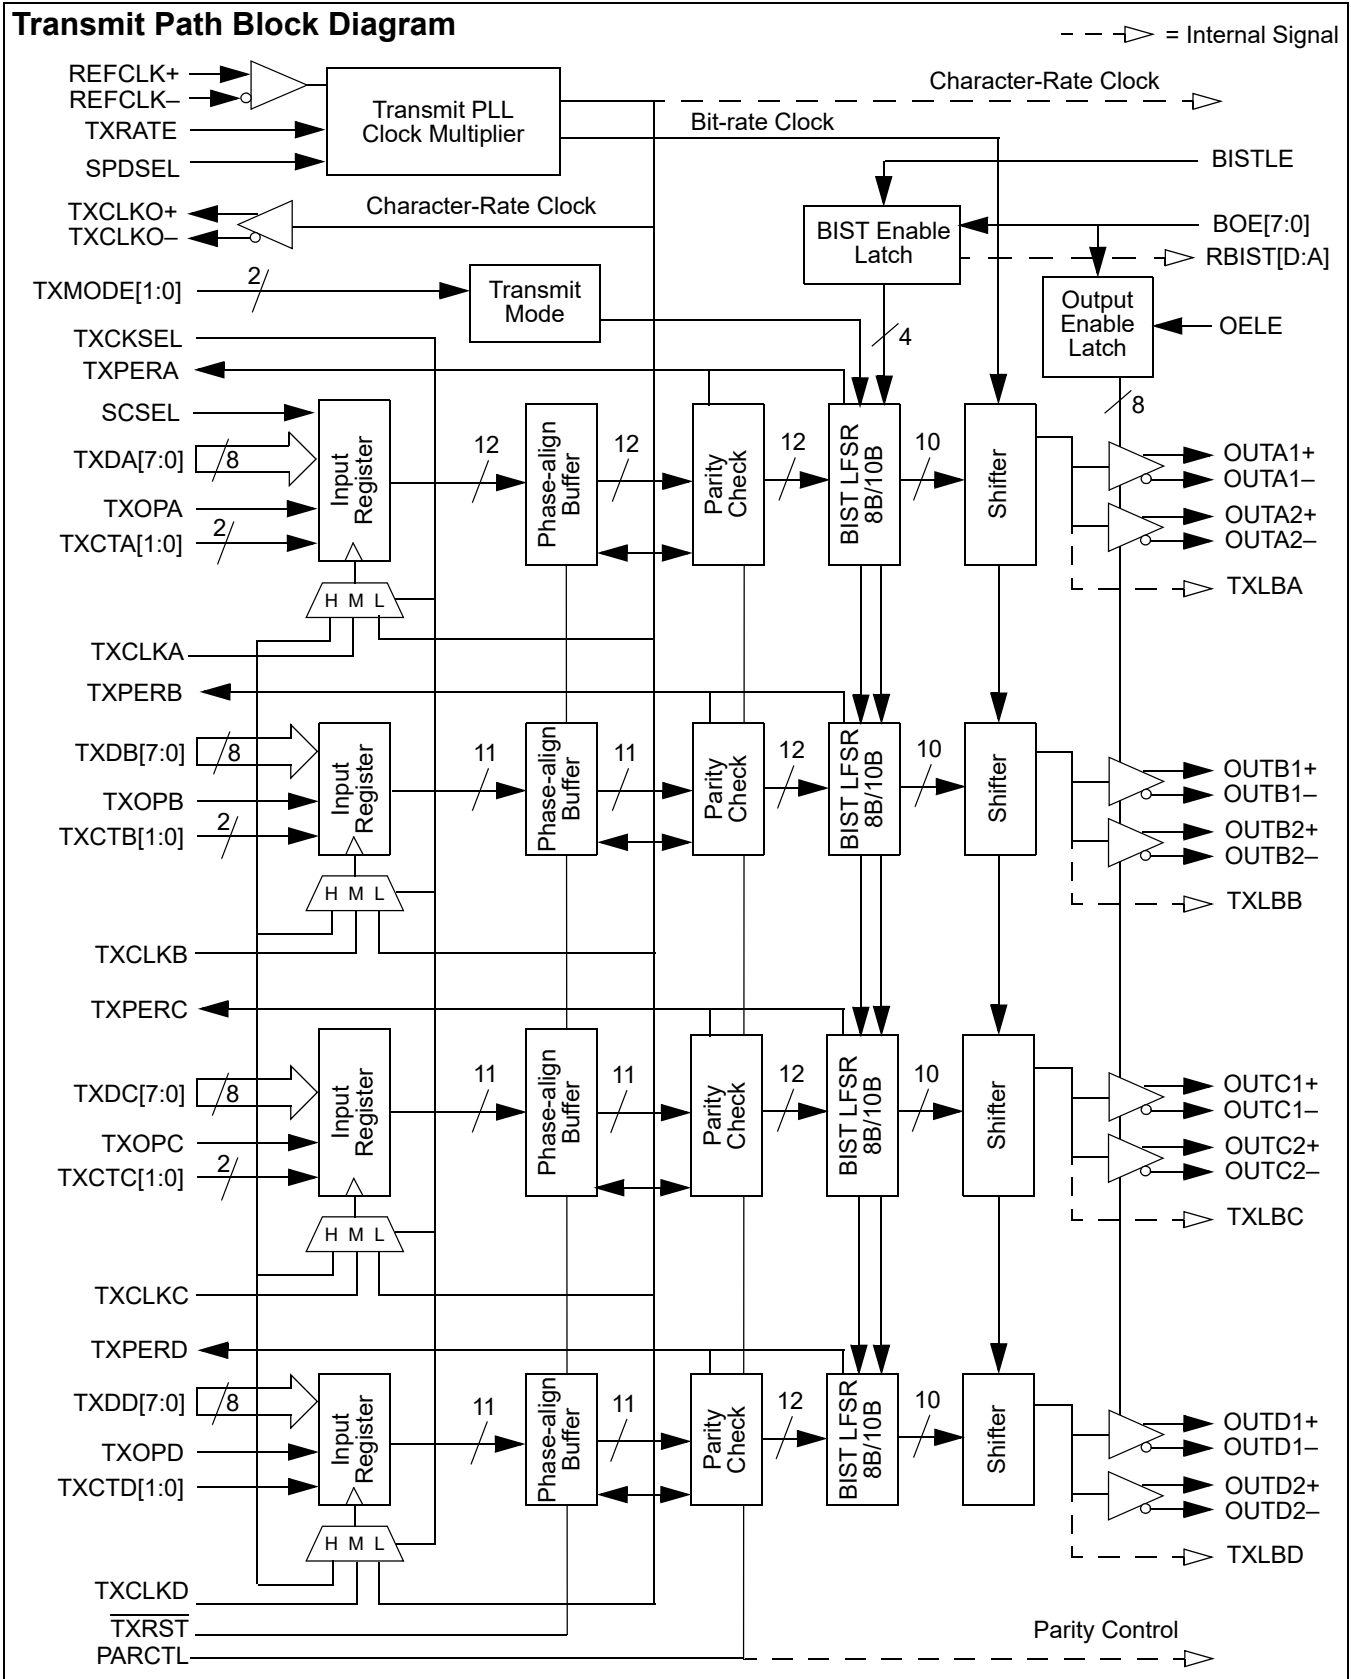 Transmit Path Block Diagram
= Internal Signal
REFCLK+
REFCLK–
TXRATE
SPDSEL
Transmit PLL
Clock Multiplier
Character-Rate Clock
Bit-rate Clock
BISTLE
TXCLKO+
TXCLKO–
Character-Rate Clock
BIST Enable
Latch
BOE[7:0]
RBIST[D:A]
TXMODE[1:0]
2
Transmit
Mode
4
Output
Enable
Latch
OELE
8
TXCKSEL
TXPERA
SCSEL
TXDA[7:0]
8
TXOPA
TXCTA[1:0]
2
Input
Register
12
Phase-align
Buffer
12
Parity
Check
12
BIST LFSR
8B/10B
10
Shifter
OUTA1+
OUTA1–
OUTA2+
OUTA2–
TXLBA
H M L
TXCLKA
TXPERB
TXDB[7:0]
8
TXOPB
TXCTB[1:0]
2
Input
Register
11
Phase-align
Buffer
11
Parity
Check
12
BIST LFSR
8B/10B
10
Shifter
OUTB1+
OUTB1–
OUTB2+
OUTB2–
TXLBB
H M L
TXCLKB
TXPERC
TXDC[7:0]
8
TXOPC
TXCTC[1:0]
2
Input
Register
11
Phase-align
Buffer
11
Parity
Check
12
BIST LFSR
8B/10B
10
Shifter
OUTC1+
OUTC1–
OUTC2+
OUTC2–
TXLBC
H M L
TXCLKC
TXPERD
TXDD[7:0]
8
TXOPD
TXCTD[1:0]
Input
Register
11
Phase-align
Buffer
11
Parity
Check
12
BIST LFSR
8B/10B
10
Shifter
OUTD1+
OUTD1–
OUTD2+
OUTD2–
TXLBD
H M L
TXCLKD
TXRST
PARCTL
Parity Control